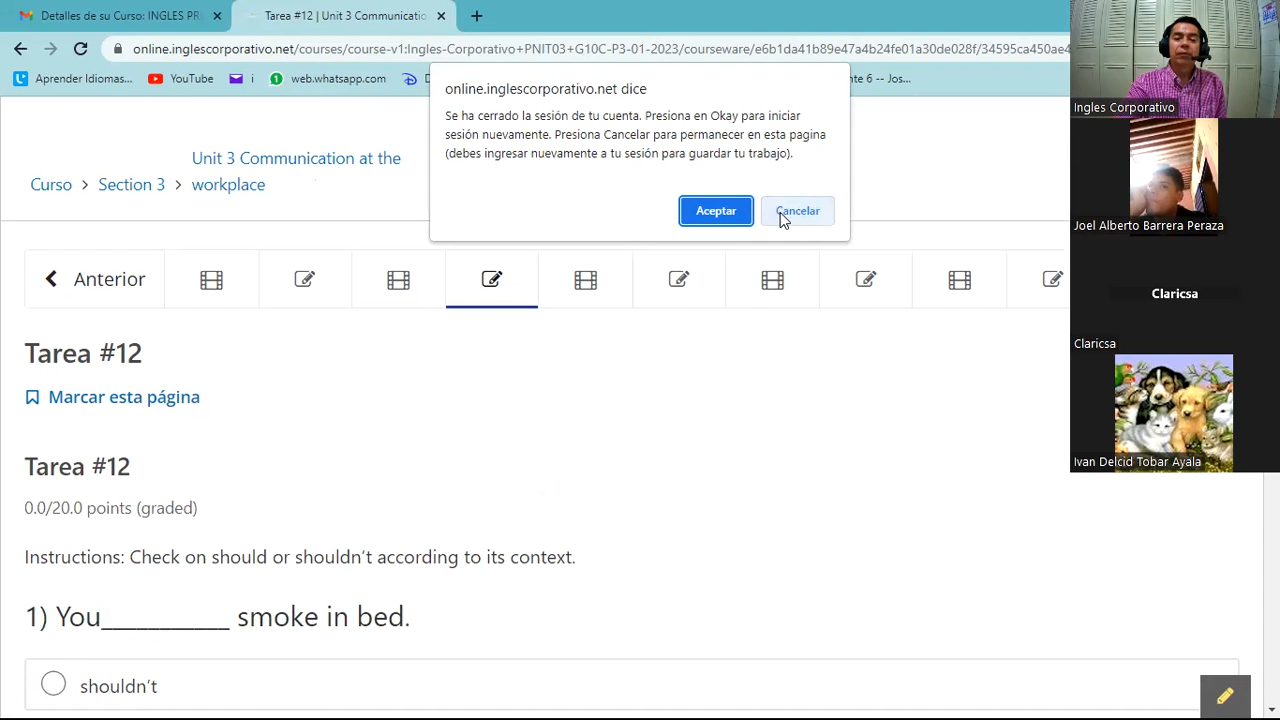 Detalles de su Curso: INGLES PR
Tarea #12 | Unit 3 Communicatio
online.inglescorporativo.net/courses/course-v1:Ingles-Corporativo+PNIT03+G10C-P3-01-2023/courseware/e6b1da41b89e47a4b24fe01a30d6028f/34595ca450ae4
Aprender Idiomas...
YouTube
i
web.whatsapp.com
nte 6 -- Jos...
online.inglescorporativo.net dice
Se ha cerrado la sesión de tu cuenta. Presiona en Okay para iniciar
sesión nuevamente. Presiona Cancelar para permanecer en esta pagina
(debes ingresar nuevamente a tu sesión para guardar tu trabajo).
Aceptar
Cancelar
Unit 3 Communication at the
Curso > Section 3 > workplace
Anterior
Tarea #12
Marcar esta página
Tarea #12
0.0/20.0 points (graded)
Instructions: Check on should or shouldn't according to its context.
1) You___________ smoke in bed.
shouldn't
Ingles Corporativo
Joel Alberto Barrera Peraza
Claricsa
Claricsa
Ivan Delcid Tobar Ayala